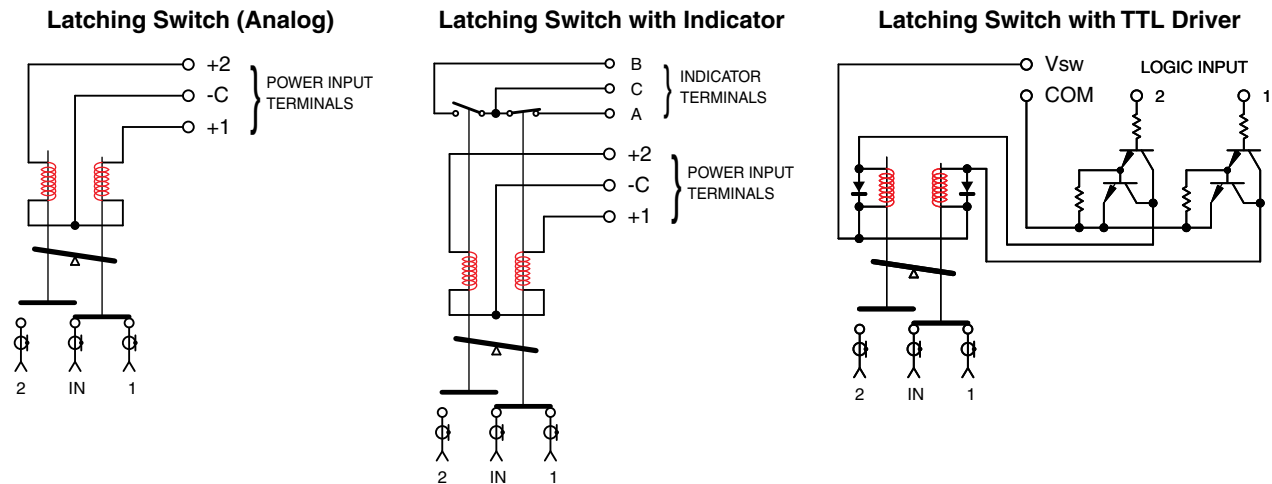 Latching Switch (Analog)
+2
-C
+1
POWER INPUT
TERMINALS
2 IN 1
Latching Switch with Indicator
B
C
A
INDICATOR
TERMINALS
+2
-C
+1
POWER INPUT
TERMINALS
2 IN 1
Latching Switch with TTL Driver
Vsw
COM
LOGIC INPUT
2 1
2 IN 1